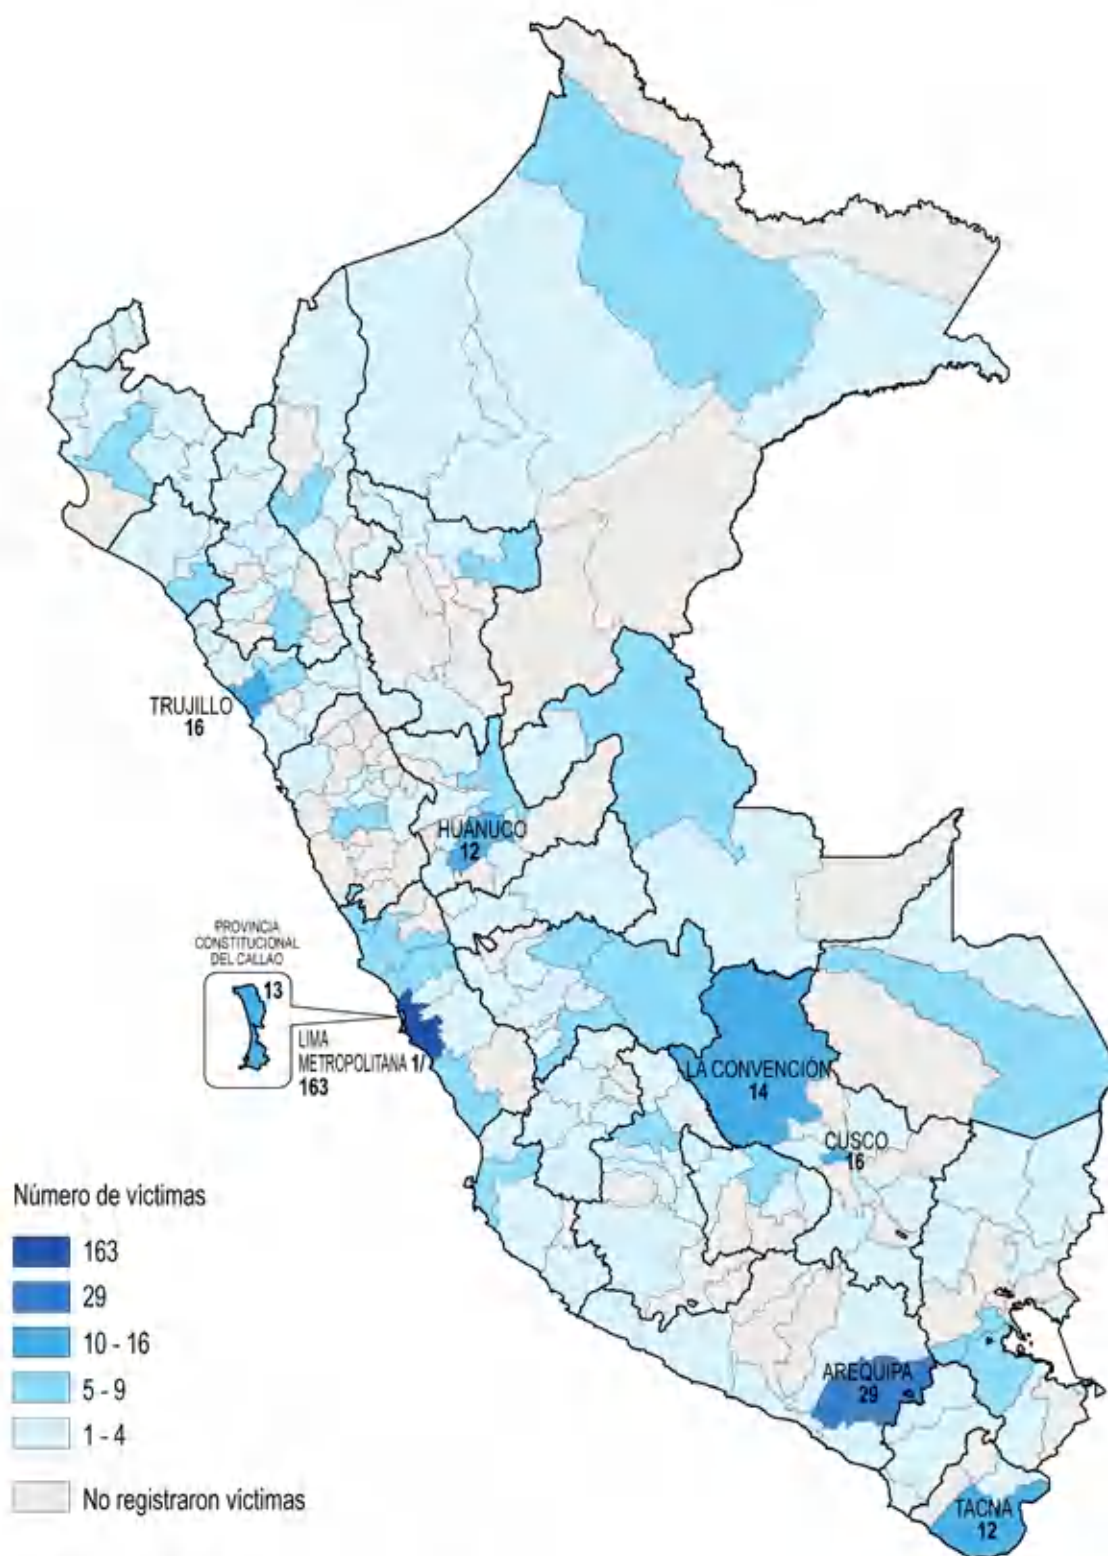 TRUJILLO
16
HUÁNUCO
12
PROVINCIA
CONSTITUCIONAL
DEL CALLAO
13
LIMA
METROPOLITANA 1/
163
LA CONVENCIÓN
14
CUSCO
16
Número de víctimas
163
29
10 - 16
5 - 9
1 - 4
No registraron víctimas
AREQUIPA
29
TACNA
12